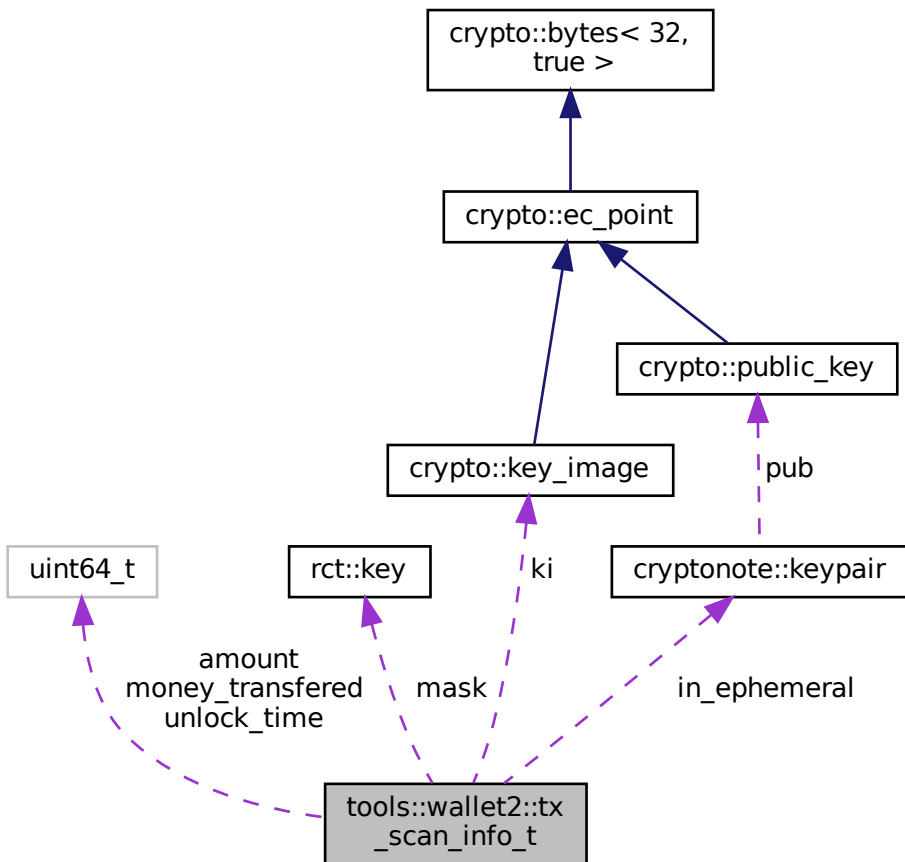 crypto::bytes< 32,
true >
crypto::ec_point
crypto::public_key
crypto::key_image
pub
uint64_t
rct::key
ki
cryptonote::keypair
amount
money_transfered
unlock_time
mask
in_ephemeral
tools::wallet2::tx
_scan_info_t